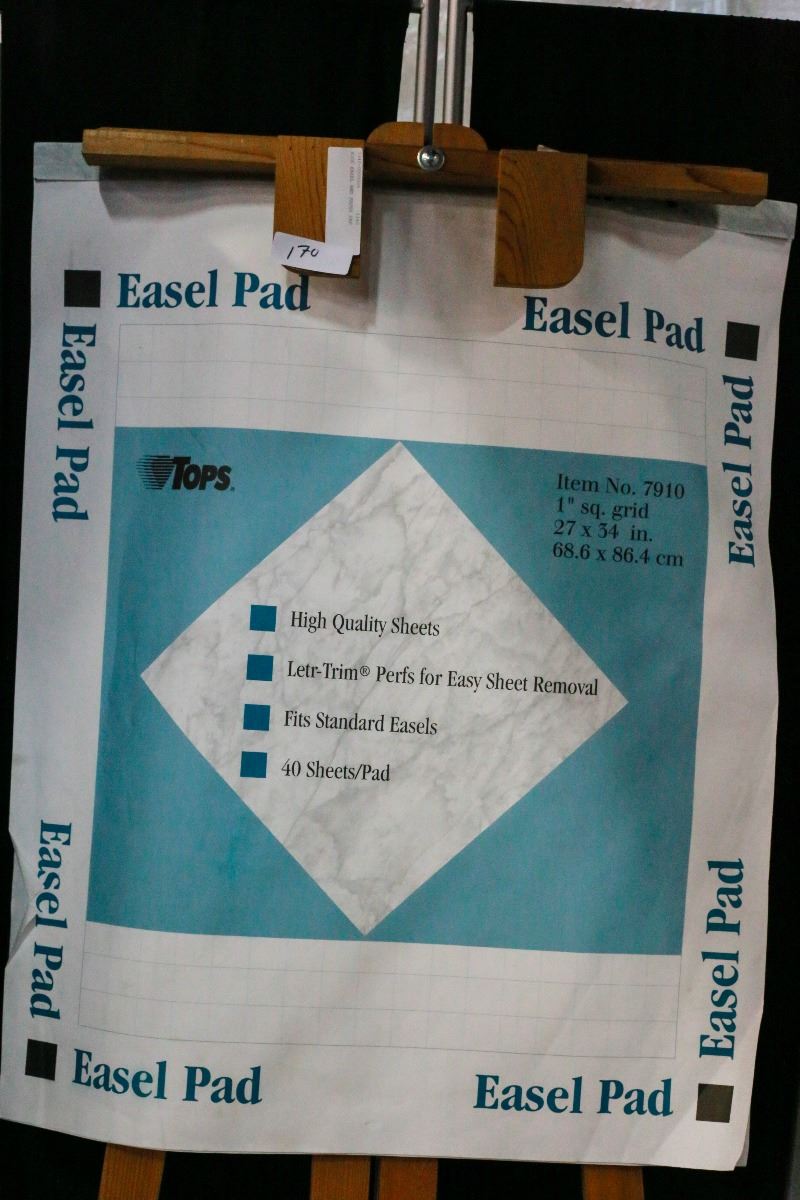 170
Easel Pad
Easel Pad
Easel Pad
Easel Pad
TOPS®
Item No. 7910
1" sq. grid
27 x 34 in.
68.6 x 86.4 cm
High Quality Sheets
Letr-Trim® Perfs for Easy Sheet Removal
Fits Standard Easels
40 Sheets/Pad
Easel Pad
Easel Pad
Easel Pad
Easel Pad